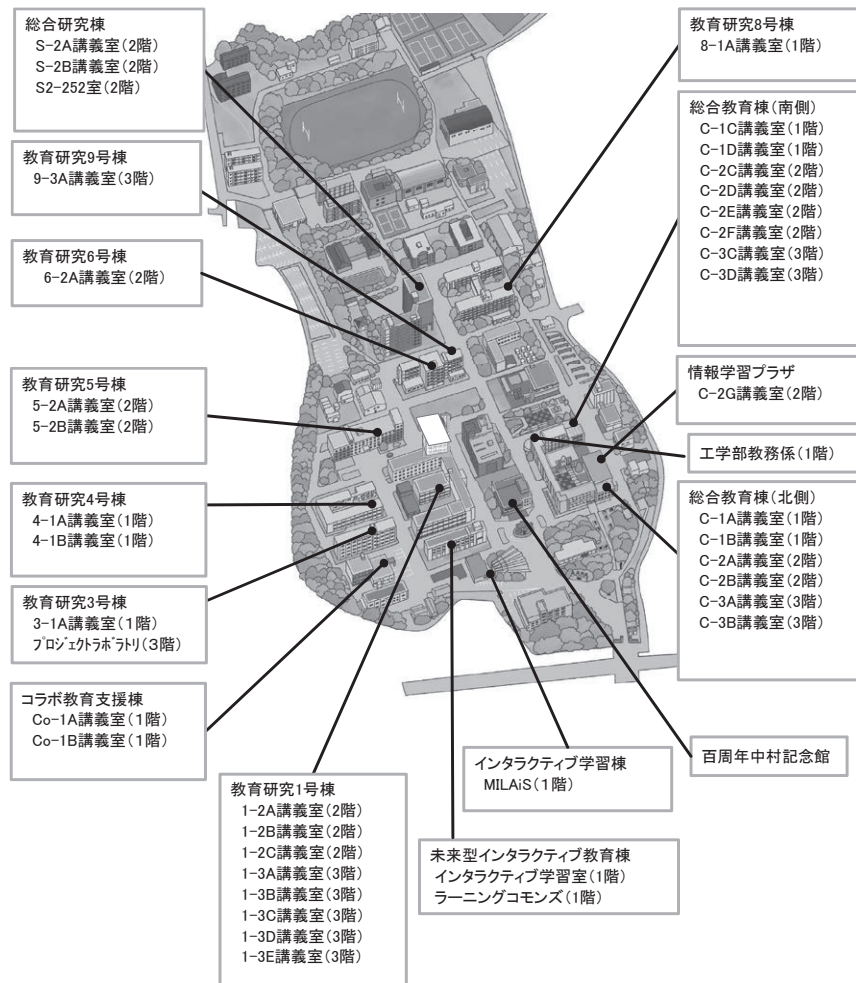 総合研究棟
S-2A講義室(2階)
S-2B講義室(2階)
S2-252室(2階)
教育研究9号棟
9-3A講義室(3階)
教育研究6号棟
6-2A講義室(2階)
教育研究5号棟
5-2A講義室(2階)
5-2B講義室(2階)
教育研究4号棟
4-1A講義室(1階)
4-1B講義室(1階)
教育研究3号棟
3-1A講義室(1階)
プロジェクトラボラトリ(3階)
コラボ教育支援棟
Co-1A講義室(1階)
Co-1B講義室(1階)
教育研究1号棟
1-2A講義室(2階)
1-2B講義室(2階)
1-2C講義室(2階)
1-3A講義室(3階)
1-3B講義室(3階)
1-3C講義室(3階)
1-3D講義室(3階)
1-3E講義室(3階)
未来型インタラクティブ教育棟
インタラクティブ学習室(1階)
ラーニングコモンズ(1階)
インタラクティブ学習棟
MILAiS(1階)
百周年中村記念館
教育研究8号棟
8-1A講義室(1階)
総合教育棟(南側)
C-1C講義室(1階)
C-1D講義室(1階)
C-2C講義室(2階)
C-2D講義室(2階)
C-2E講義室(2階)
C-2F講義室(2階)
C-3C講義室(3階)
C-3D講義室(3階)
情報学習プラザ
C-2G講義室(2階)
工学部教務係(1階)
総合教育棟(北側)
C-1A講義室(1階)
C-1B講義室(1階)
C-2A講義室(2階)
C-2B講義室(2階)
C-3A講義室(3階)
C-3B講義室(3階)